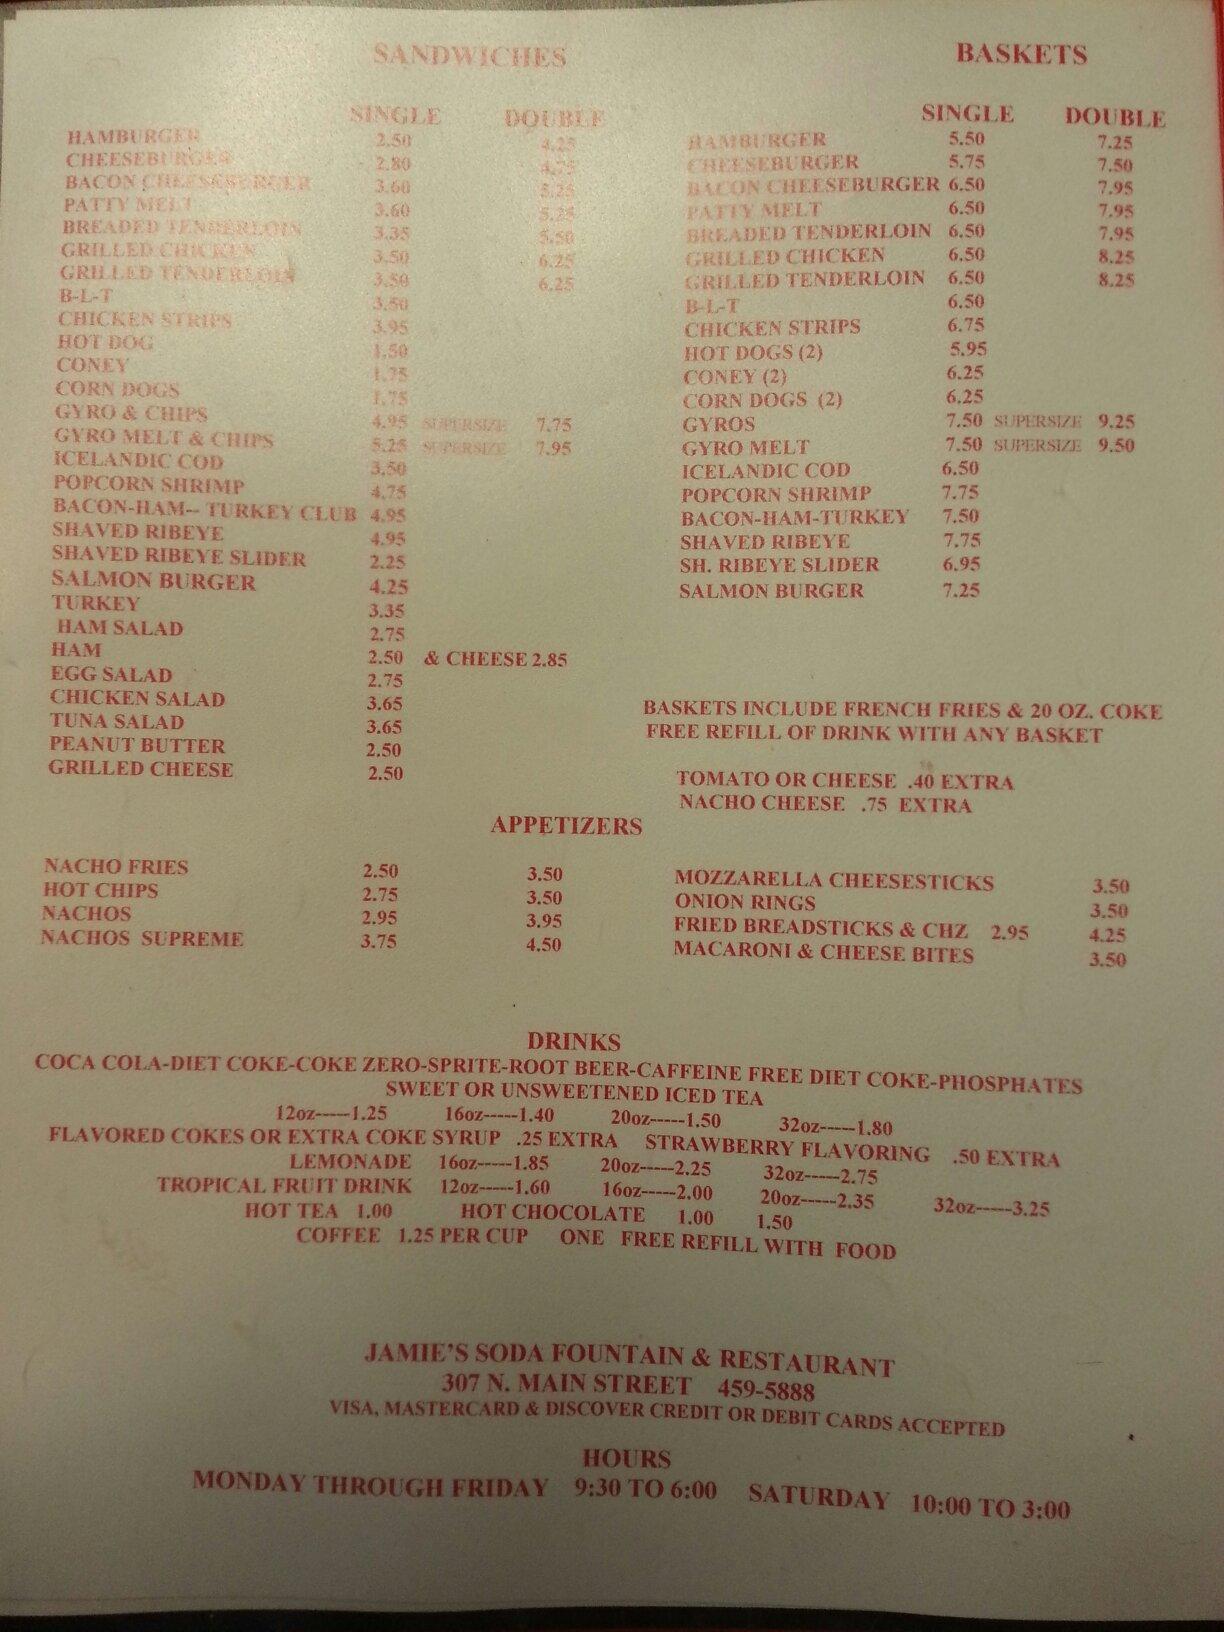 SANDWICHES
SINGLE DOUBLE
HAMBURGER 2.50 4.25
CHEESEBURGER 2.80 4.75
BACON CHEESEBURGER 3.60 5.25
PATTY MELT 3.60 5.25
BREADED TENDERLOIN 3.35 5.50
GRILLED CHICKEN 3.50 6.25
GRILLED TENDERLOIN 3.50 6.25
B-L-T 3.50
CHICKEN STRIPS 3.95
HOT DOG 1.50
CONEY 1.75
CORN DOGS 1.75
GYRO & CHIPS 4.95 SUPERSIZE 7.75
GYRO MELT & CHIPS 5.25 SUPERSIZE 7.95
ICELANDIC COD 3.50
POPCORN SHRIMP 4.75
BACON-HAM-- TURKEY CLUB 4.95
SHAVED RIBEYE 4.95
SHAVED RIBEYE SLIDER 2.25
SALMON BURGER 4.25
TURKEY 3.35
HAM SALAD 2.75
HAM 2.50 & CHEESE 2.85
EGG SALAD 2.75
CHICKEN SALAD 3.65
TUNA SALAD 3.65
PEANUT BUTTER 2.50
GRILLED CHEESE 2.50
BASKETS
SINGLE DOUBLE
HAMBURGER 5.50 7.25
CHEESEBURGER 5.75 7.50
BACON CHEESEBURGER 6.50 7.95
PATTY MELT 6.50 7.95
BREADED TENDERLOIN 6.50 7.95
GRILLED CHICKEN 6.50 8.25
GRILLED TENDERLOIN 6.50 8.25
B-L-T 6.50
CHICKEN STRIPS 6.75
HOT DOGS (2) 5.95
CONEY (2) 6.25
CORN DOGS (2) 6.25
GYROS 7.50 SUPERSIZE 9.25
GYRO MELT 7.50 SUPERSIZE 9.50
ICELANDIC COD 6.50
POPCORN SHRIMP 7.75
BACON-HAM-TURKEY 7.50
SHAVED RIBEYE 7.75
SH. RIBEYE SLIDER 6.95
SALMON BURGER 7.25
BASKETS INCLUDE FRENCH FRIES & 20 OZ. COKE
FREE REFILL OF DRINK WITH ANY BASKET
TOMATO OR CHEESE .40 EXTRA
NACHO CHEESE .75 EXTRA
APPETIZERS
NACHO FRIES 2.50 3.50
HOT CHIPS 2.75 3.50
NACHOS 2.95 3.95
NACHOS SUPREME 3.75 4.50
MOZZARELLA CHEESESTICKS 3.50
ONION RINGS 3.50
FRIED BREADSTICKS & CHZ 2.95 4.25
MACARONI & CHEESE BITES 3.50
DRINKS
COCA COLA-DIET COKE-COKE ZERO-SPRITE-ROOT BEER-CAFFEINE FREE DIET COKE-PHOSPHATES
SWEET OR UNSWEETENED ICED TEA
12oz-----1.25 16oz-----1.40 20oz-----1.50 32oz-----1.80
FLAVORED COKES OR EXTRA COKE SYRUP .25 EXTRA STRAWBERRY FLAVORING .50 EXTRA
LEMONADE 16oz-----1.85 20oz-----2.25 32oz-----2.75
TROPICAL FRUIT DRINK 12oz-----1.60 16oz-----2.00 20oz-----2.35 32oz-----3.25
HOT TEA 1.00 HOT CHOCOLATE 1.00 1.50
COFFEE 1.25 PER CUP ONE FREE REFILL WITH FOOD
JAMIE'S SODA FOUNTAIN & RESTAURANT
307 N. MAIN STREET 459-5888
VISA, MASTERCARD & DISCOVER CREDIT OR DEBIT CARDS ACCEPTED
HOURS
MONDAY THROUGH FRIDAY 9:30 TO 6:00 SATURDAY 10:00 TO 3:00